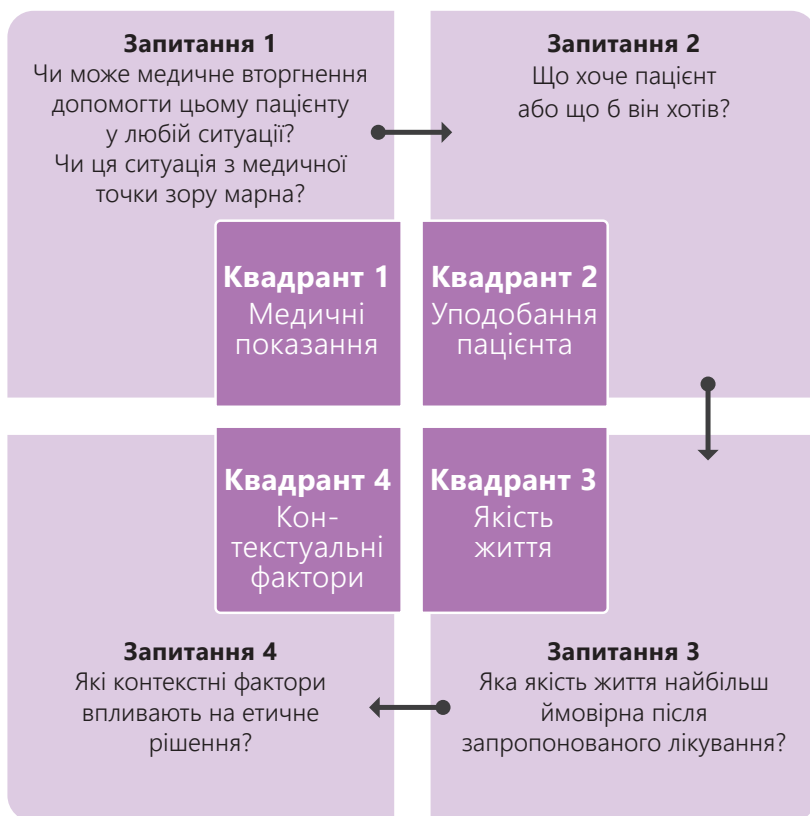 Запитання 1
Чи може медичне вторгнення
допомогти цьому пацієнту
у любій ситуації?
Чи ця ситуація з медичної
точки зору марна?
Запитання 2
Що хоче пацієнт
або що б він хотів?
Квадрант 1
Медичні
показання
Квадрант 2
Уподобання
пацієнта
Квадрант 4
Кон-
текстуальні
фактори
Квадрант 3
Якість
життя
Запитання 4
Які контекстні фактори
впливають на етичне
рішення?
Запитання 3
Яка якість життя найбільш
ймовірна після
запропонованого лікування?